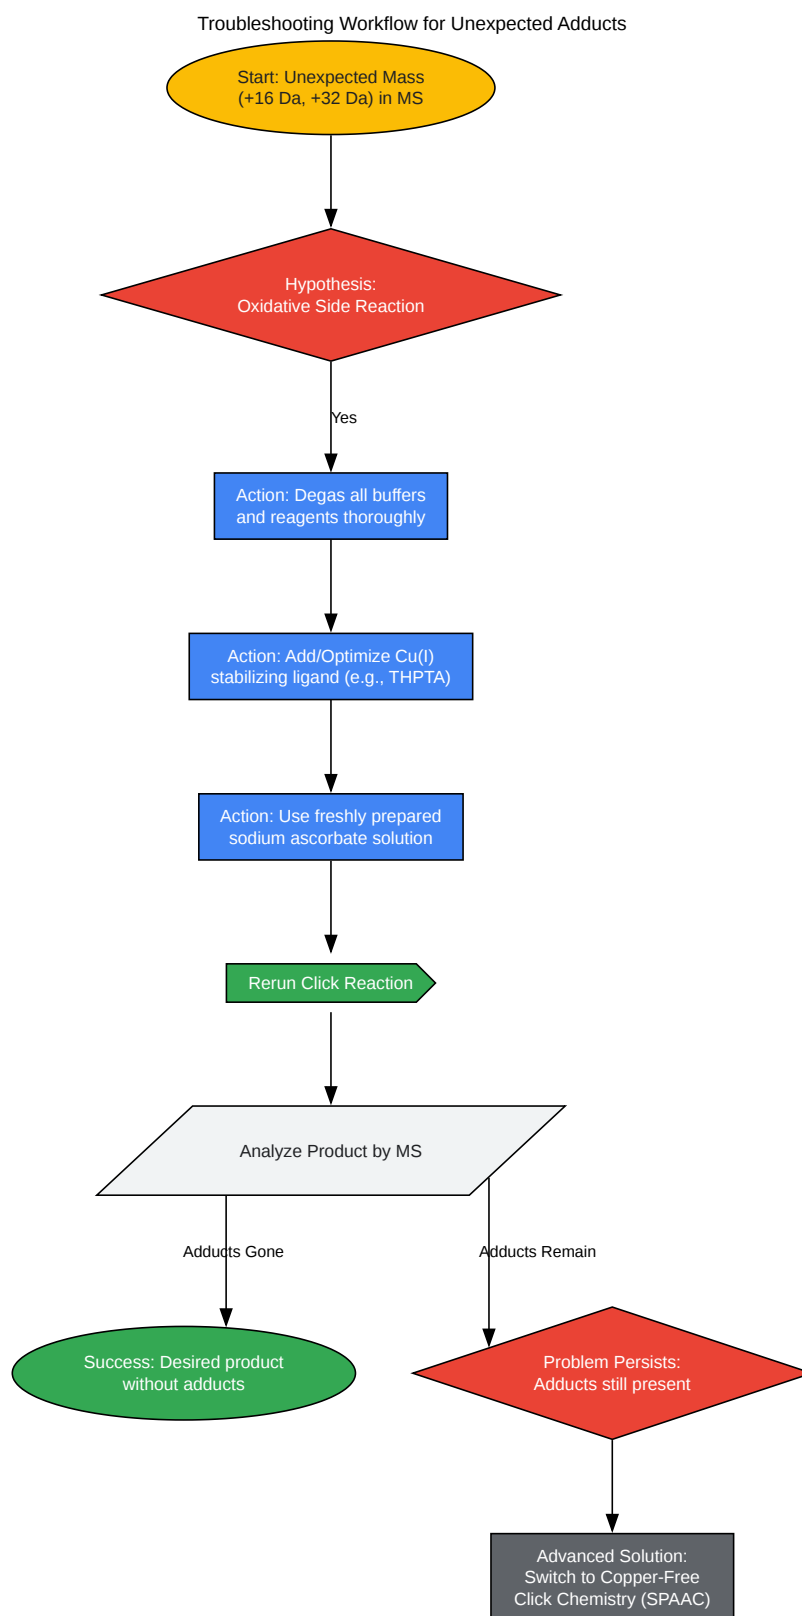 Troubleshooting Workflow for Unexpected Adducts
Start: Unexpected Mass
(+16 Da, +32 Da) in MS
Hypothesis:
Oxidative Side Reaction
Yes
Action: Degas all buffers
and reagents thoroughly
Action: Add/Optimize Cu(I)
stabilizing ligand (e.g., THPTA)
Action: Use freshly prepared
sodium ascorbate solution
Rerun Click Reaction
Analyze Product by MS
Adducts Gone
Adducts Remain
Success: Desired product
without adducts
Problem Persists:
Adducts still present
Advanced Solution:
Switch to Copper-Free
Click Chemistry (SPAAC)